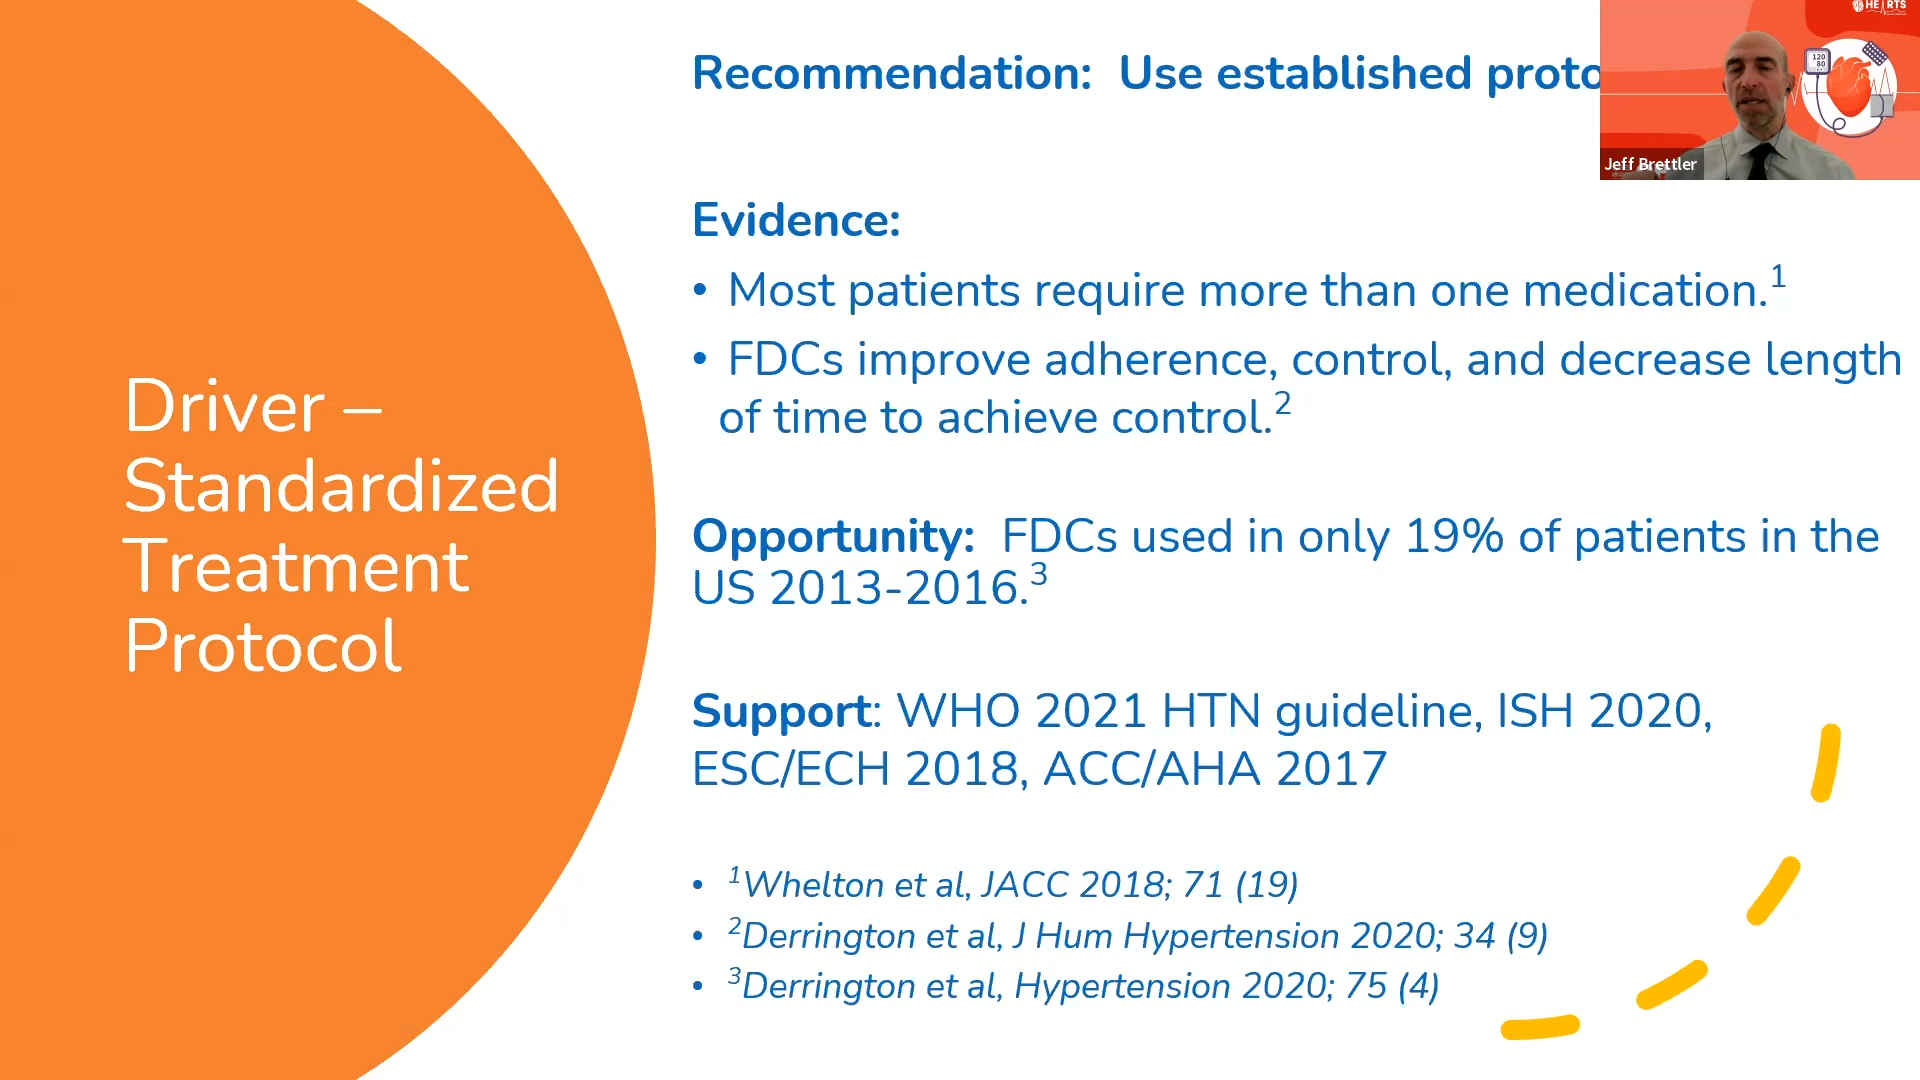 Driver –
Standardized
Treatment
Protocol
Recommendation: Use established proto
HEARTS
120
80
Jeff Brettler
Evidence:
• Most patients require more than one medication.1
• FDCs improve adherence, control, and decrease length
of time to achieve control.2
Opportunity: FDCs used in only 19% of patients in the
US 2013-2016.3
Support: WHO 2021 HTN guideline, ISH 2020,
ESC/ECH 2018, ACC/AHA 2017
• 1Whelton et al, JACC 2018; 71 (19)
• 2Derrington et al, J Hum Hypertension 2020; 34 (9)
• 3Derrington et al, Hypertension 2020; 75 (4)